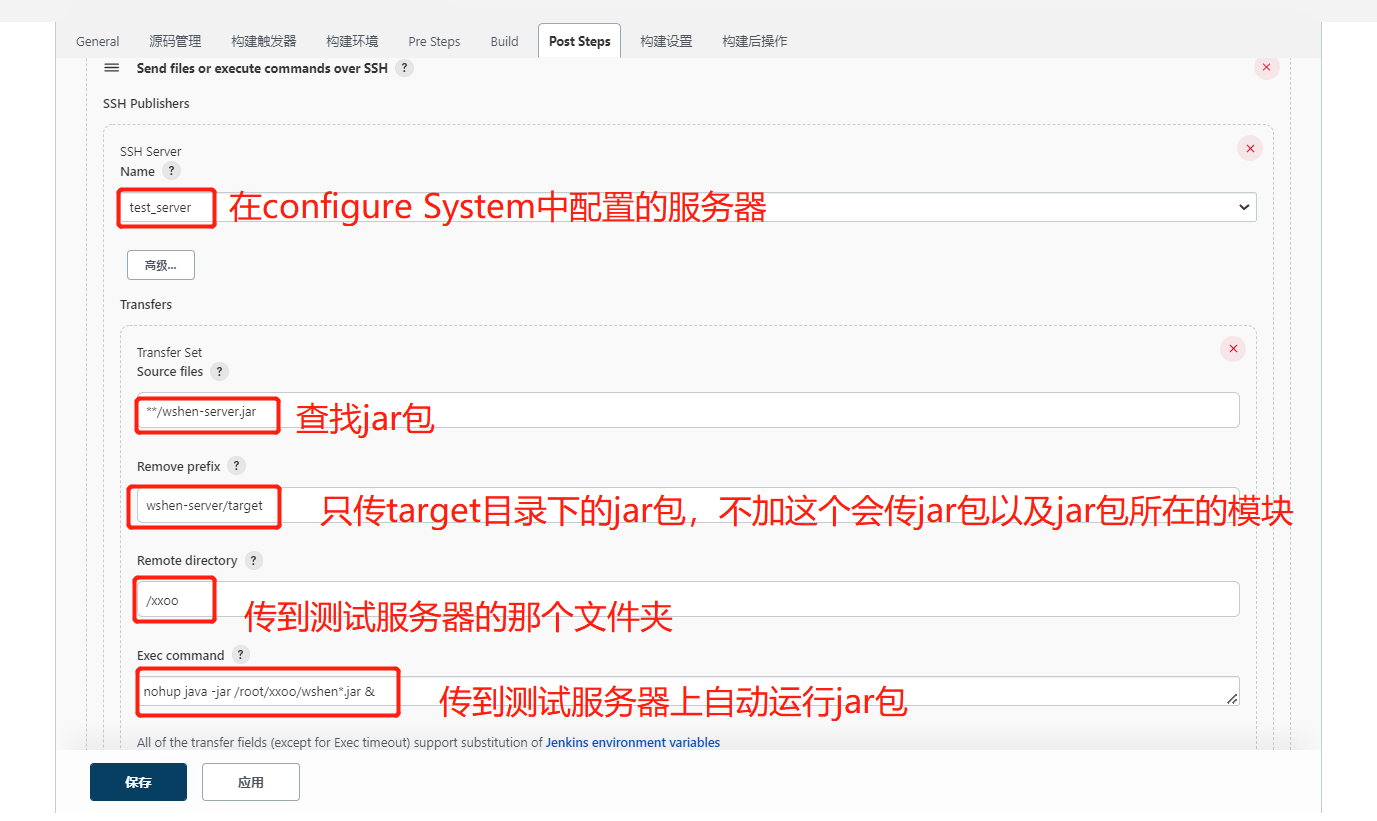 General 源码管理 构建触发器 构建环境 Pre Steps Build Post Steps 构建设置 构建后操作
Send files or execute commands over SSH ?
SSH Publishers
SSH Server
Name ?
test_server 在configure System中配置的服务器
高级...
Transfers
Transfer Set
Source files ?
**/wshen-server.jar 查找jar包
Remove prefix ?
wshen-server/target 只传target目录下的jar包，不加这个会传jar包以及jar包所在的模块
Remote directory ?
/xxoo 传到测试服务器的那个文件夹
Exec command ?
nohup java -jar /root/xxoo/wshen*.jar & 传到测试服务器上自动运行jar包
All of the transfer fields (except for Exec timeout) support substitution of Jenkins environment variables
保存 应用